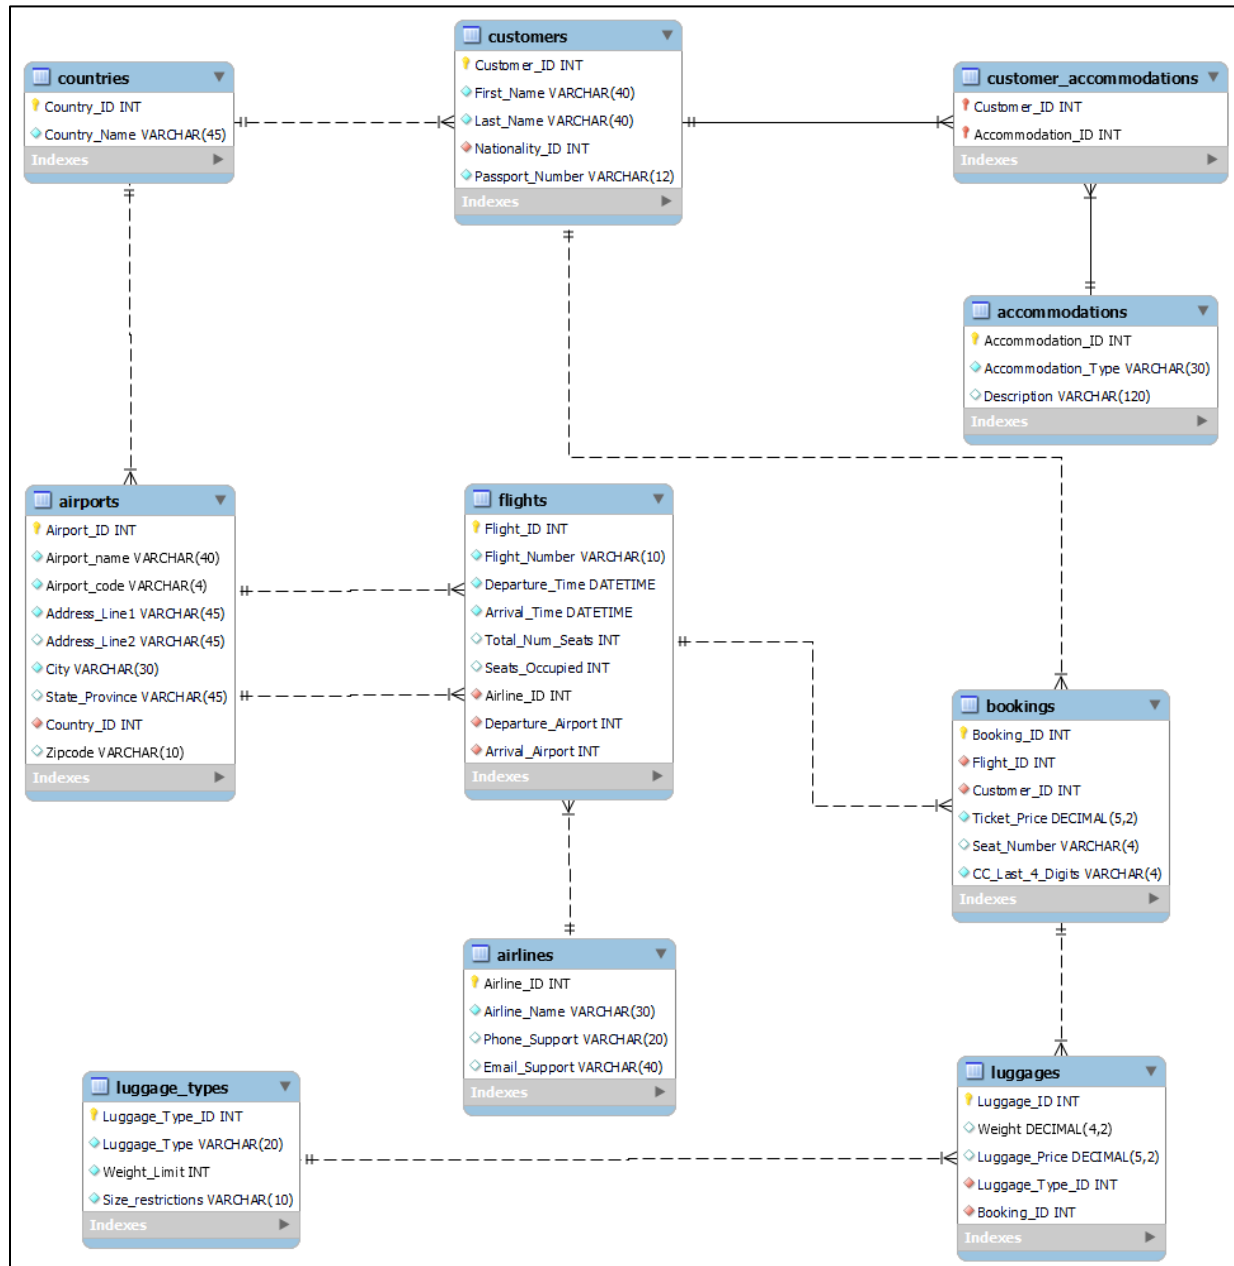 countries
Country_ID INT
Country_Name VARCHAR(45)
Indexes
customers
Customer_ID INT
First_Name VARCHAR(40)
Last_Name VARCHAR(40)
Nationality_ID INT
Passport_Number VARCHAR(12)
Indexes
customer_accommodations
Customer_ID INT
Accommodation_ID INT
Indexes
accommodations
Accommodation_ID INT
Accommodation_Type VARCHAR(30)
Description VARCHAR(120)
Indexes
airports
Airport_ID INT
Airport_name VARCHAR(40)
Airport_code VARCHAR(4)
Address_Line1 VARCHAR(45)
Address_Line2 VARCHAR(45)
City VARCHAR(30)
State_Province VARCHAR(45)
Country_ID INT
Zipcode VARCHAR(10)
Indexes
flights
Flight_ID INT
Flight_Number VARCHAR(10)
Departure_Time DATETIME
Arrival_Time DATETIME
Total_Num_Seats INT
Seats_Occupied INT
Airline_ID INT
Departure_Airport INT
Arrival_Airport INT
Indexes
bookings
Booking_ID INT
Flight_ID INT
Customer_ID INT
Ticket_Price DECIMAL(5,2)
Seat_Number VARCHAR(4)
CC_Last_4_Digits VARCHAR(4)
Indexes
airlines
Airline_ID INT
Airline_Name VARCHAR(30)
Phone_Support VARCHAR(20)
Email_Support VARCHAR(40)
Indexes
luggage_types
Luggage_Type_ID INT
Luggage_Type VARCHAR(20)
Weight_Limit INT
Size_restrictions VARCHAR(10)
Indexes
luggages
Luggage_ID INT
Weight DECIMAL(4,2)
Luggage_Price DECIMAL(5,2)
Luggage_Type_ID INT
Booking_ID INT
Indexes